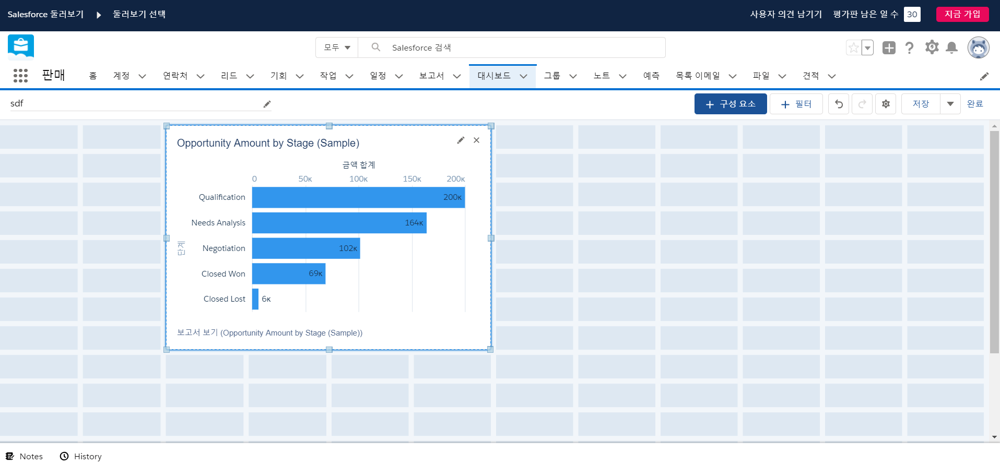 Salesforce 둘러보기 둘러보기 선택 사용자 의견 남기기 평가판 남은 일 수 30 지금 가입
모두 Salesforce 검색
판매 홈 계정 연락처 리드 기회 작업 일정 보고서 대시보드 그룹 노트 예측 목록 이메일 파일 견적
sdf + 구성 요소 + 필터 저장 완료
Opportunity Amount by Stage (Sample)
금액 합계
0 50K 100K 150K 200K
Qualification 200K
Needs Analysis 164K
단계
Negotiation 102K
Closed Won 69K
Closed Lost 6K
보고서 보기 (Opportunity Amount by Stage (Sample))
Notes History